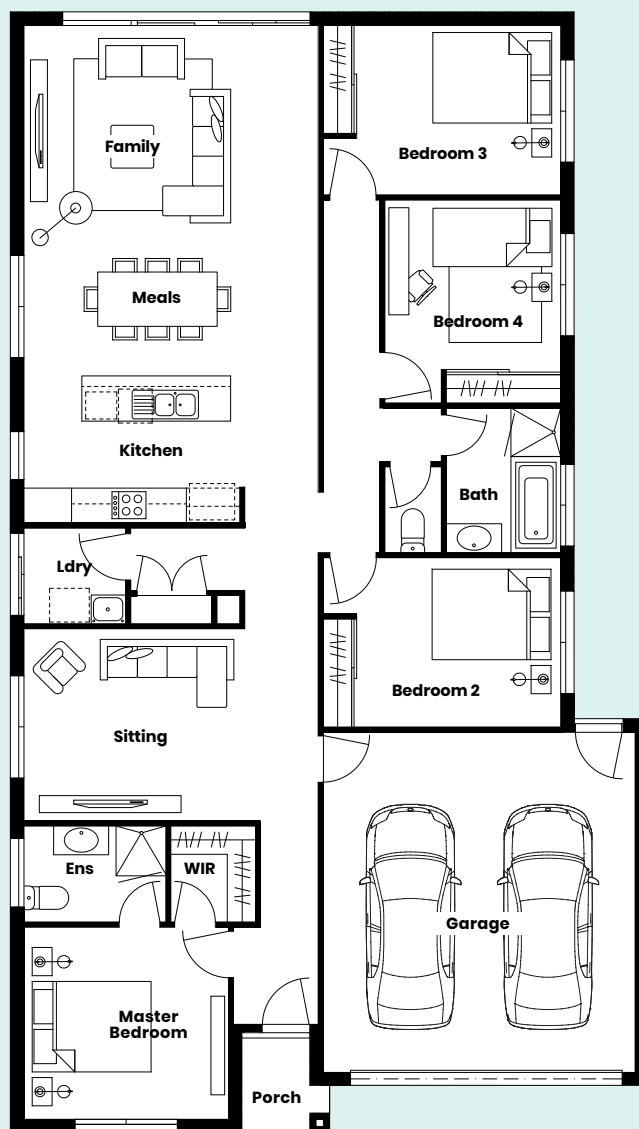 Family
Bedroom 3
Meals
Bedroom 4
Kitchen
Bath
Ldry
Bedroom 2
Sitting
Ens
WIR
Garage
Master
Bedroom
Porch